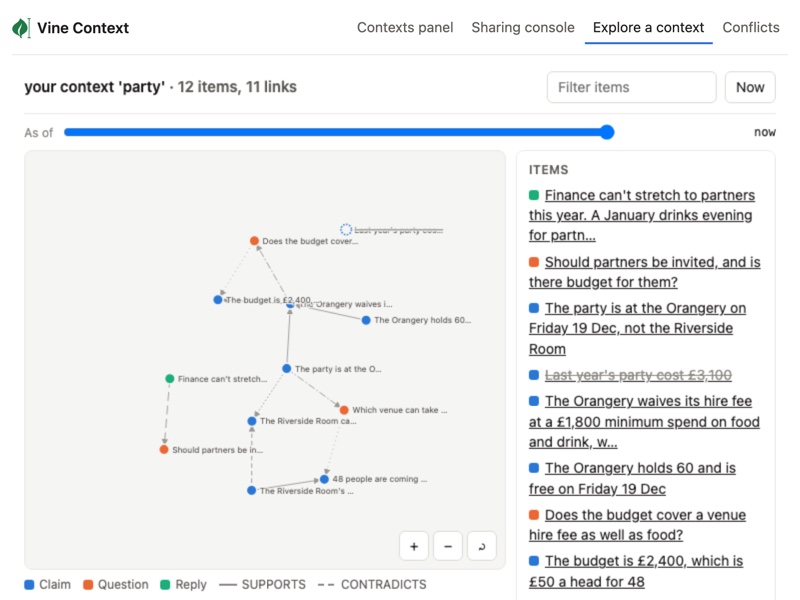 Vine Context
Contexts panel Sharing console Explore a context Conflicts
your context 'party' · 12 items, 11 links
Filter items Now
As of now
Last year's party cos...
Does the budget cover...
The budget is £2,400,...
The Orangery waives i...
The Orangery holds 60...
The party is at the O...
Finance can't stretch...
Which venue can take ...
The Riverside Room ca...
Should partners be in...
48 people are coming ...
The Riverside Room's ...
+ −
Claim Question Reply SUPPORTS CONTRADICTS
ITEMS
Finance can't stretch to partners
this year. A January drinks evening
for partn...
Should partners be invited, and is
there budget for them?
The party is at the Orangery on
Friday 19 Dec, not the Riverside
Room
Last year's party cost £3,100
The Orangery waives its hire fee
at a £1,800 minimum spend on food
and drink, w...
The Orangery holds 60 and is
free on Friday 19 Dec
Does the budget cover a venue
hire fee as well as food?
The budget is £2,400, which is
£50 a head for 48